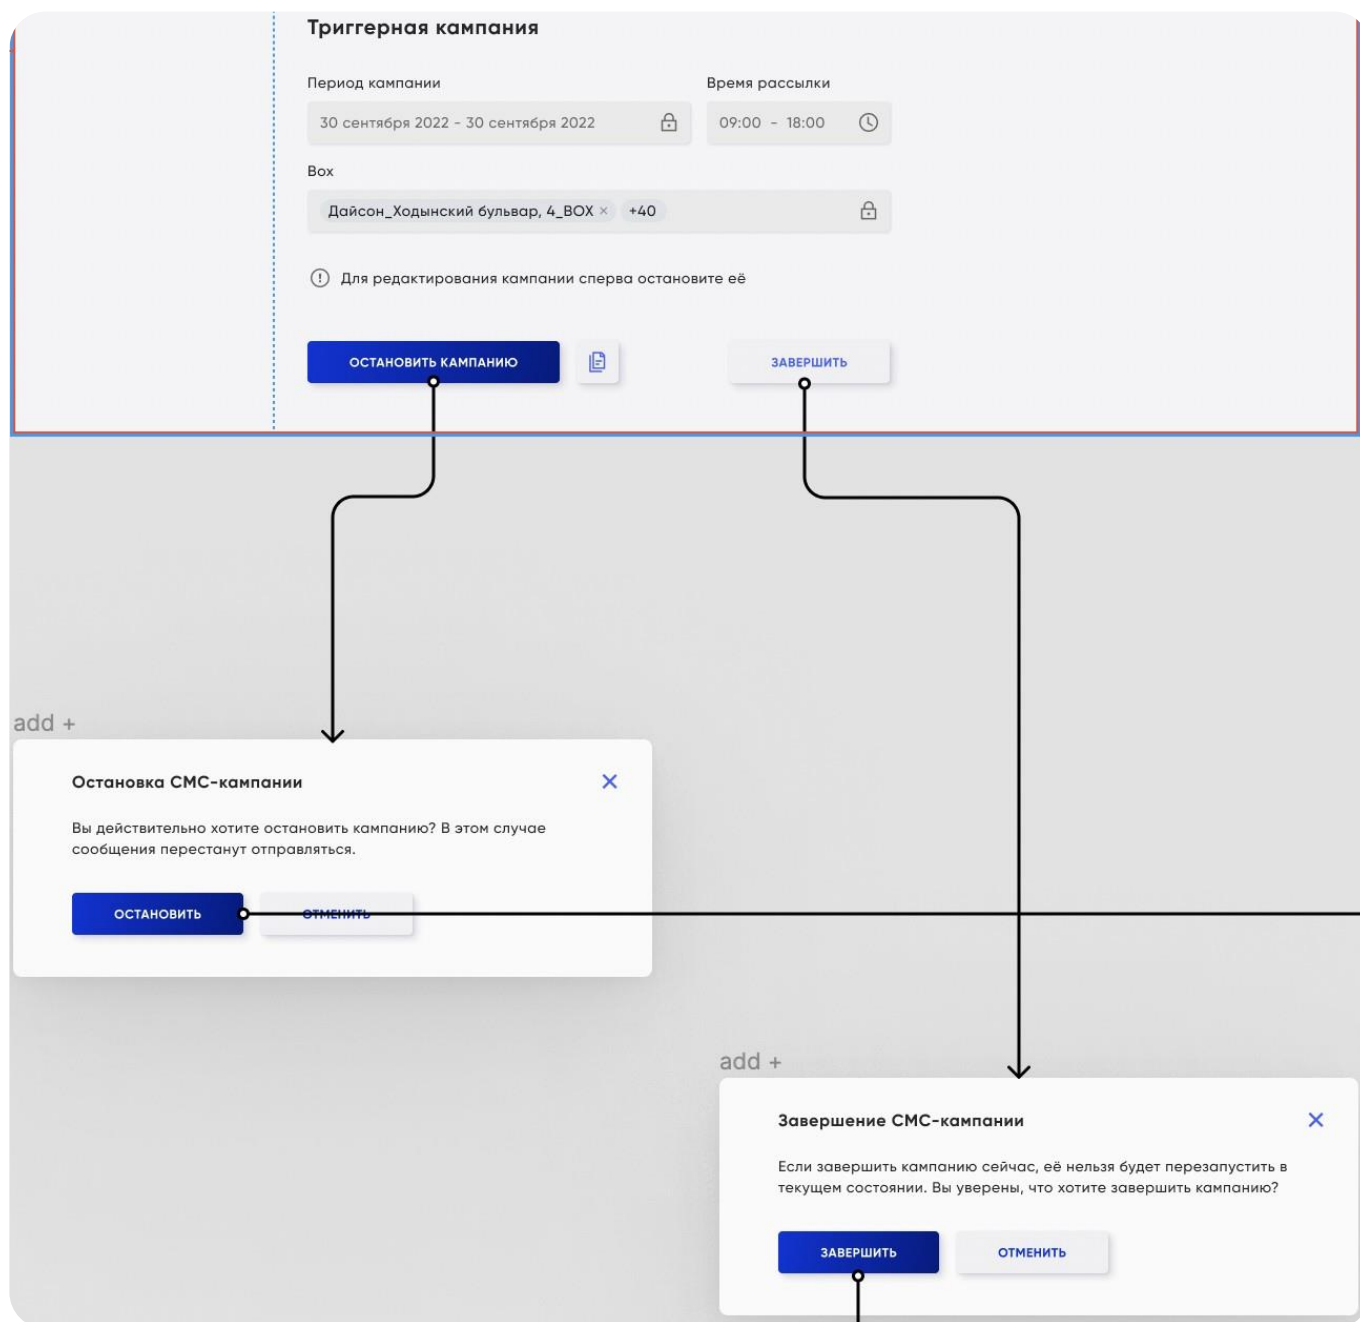 Триггерная кампания
Период кампании
Время рассылки
30 сентября 2022 - 30 сентября 2022
09:00 - 18:00
Box
Дайсон_Ходынский бульвар, 4_BOX × +40
Для редактирования кампании сперва остановите её
ОСТАНОВИТЬ КАМПАНИЮ
ЗАВЕРШИТЬ
add +
Остановка СМС-кампании
Вы действительно хотите остановить кампанию? В этом случае
сообщения перестанут отправляться.
ОСТАНОВИТЬ
ОТМЕНИТЬ
add +
Завершение СМС-кампании
Если завершить кампанию сейчас, её нельзя будет перезапустить в
текущем состоянии. Вы уверены, что хотите завершить кампанию?
ЗАВЕРШИТЬ
ОТМЕНИТЬ